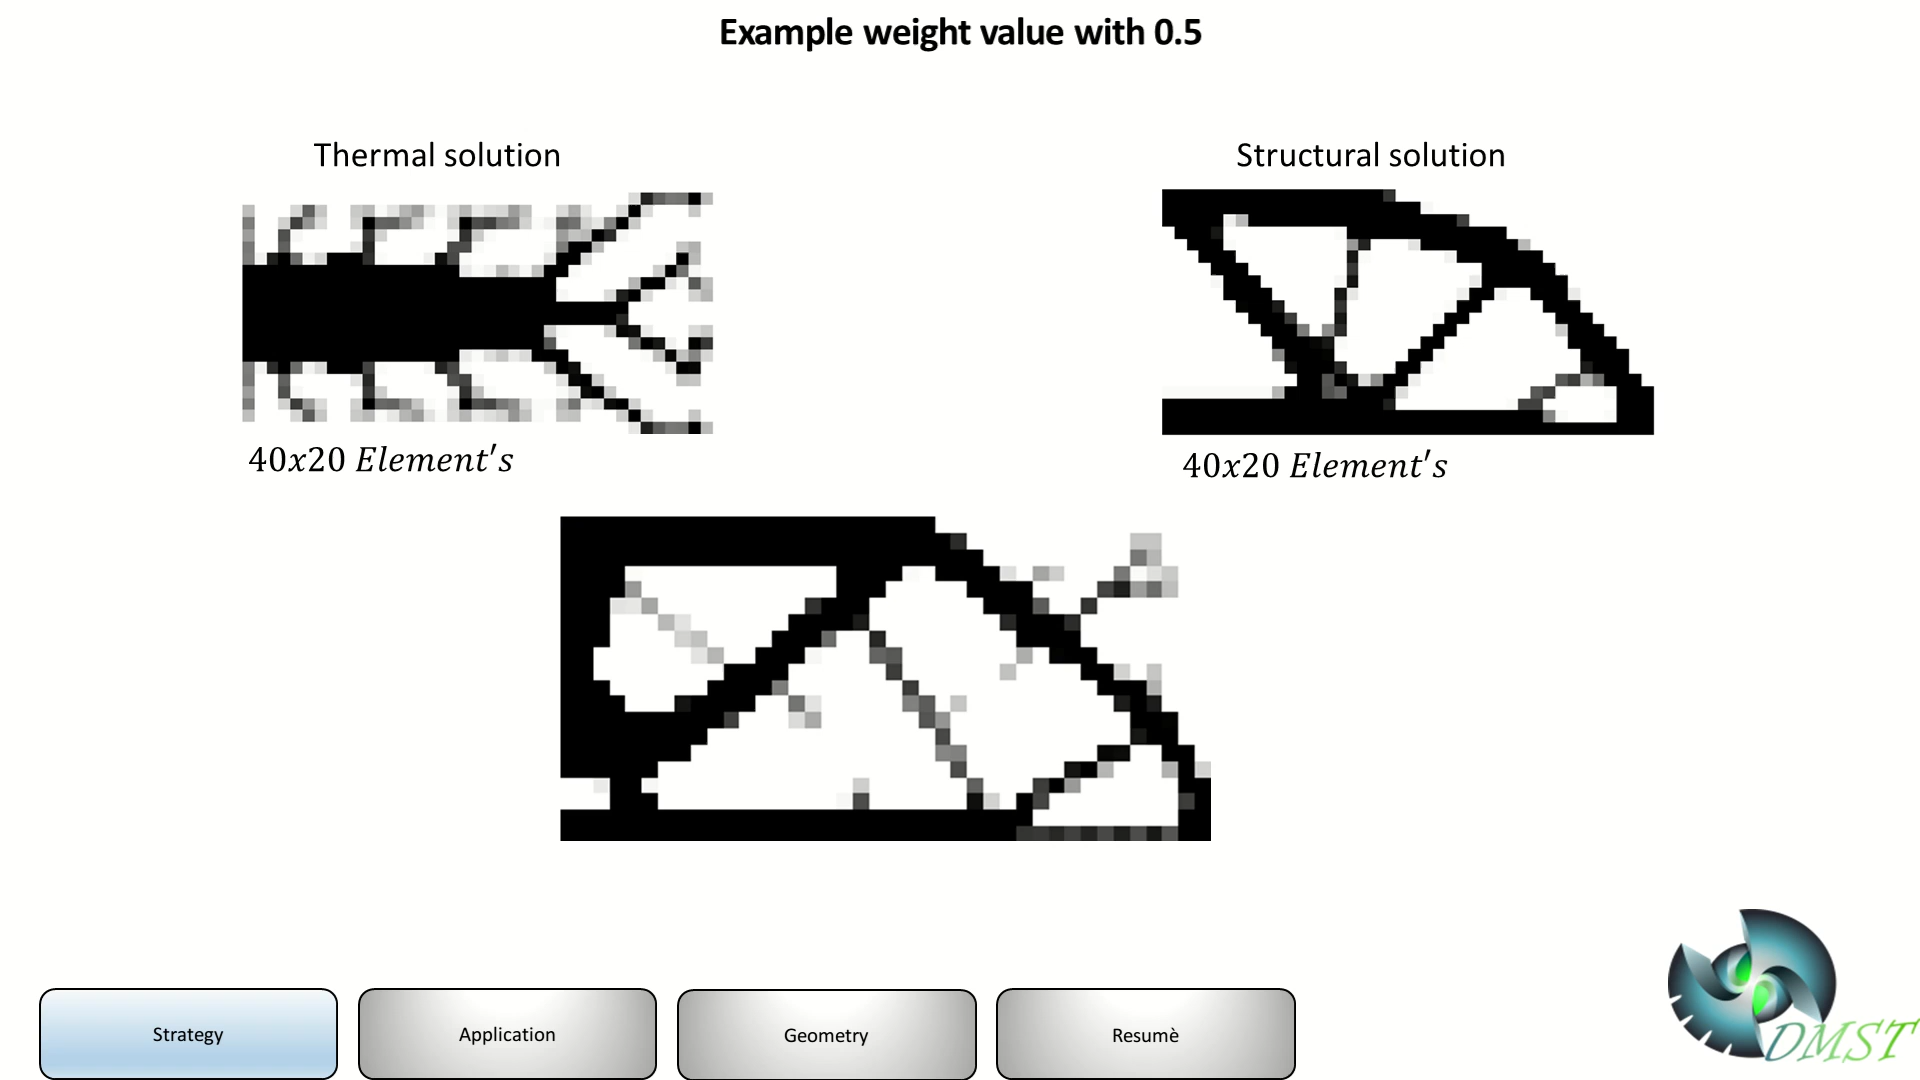 Example weight value with 0.5
Thermal solution
Structural solution
40x20 Element's
40x20 Element's
Strategy
Application
Geometry
Resumè
DMST